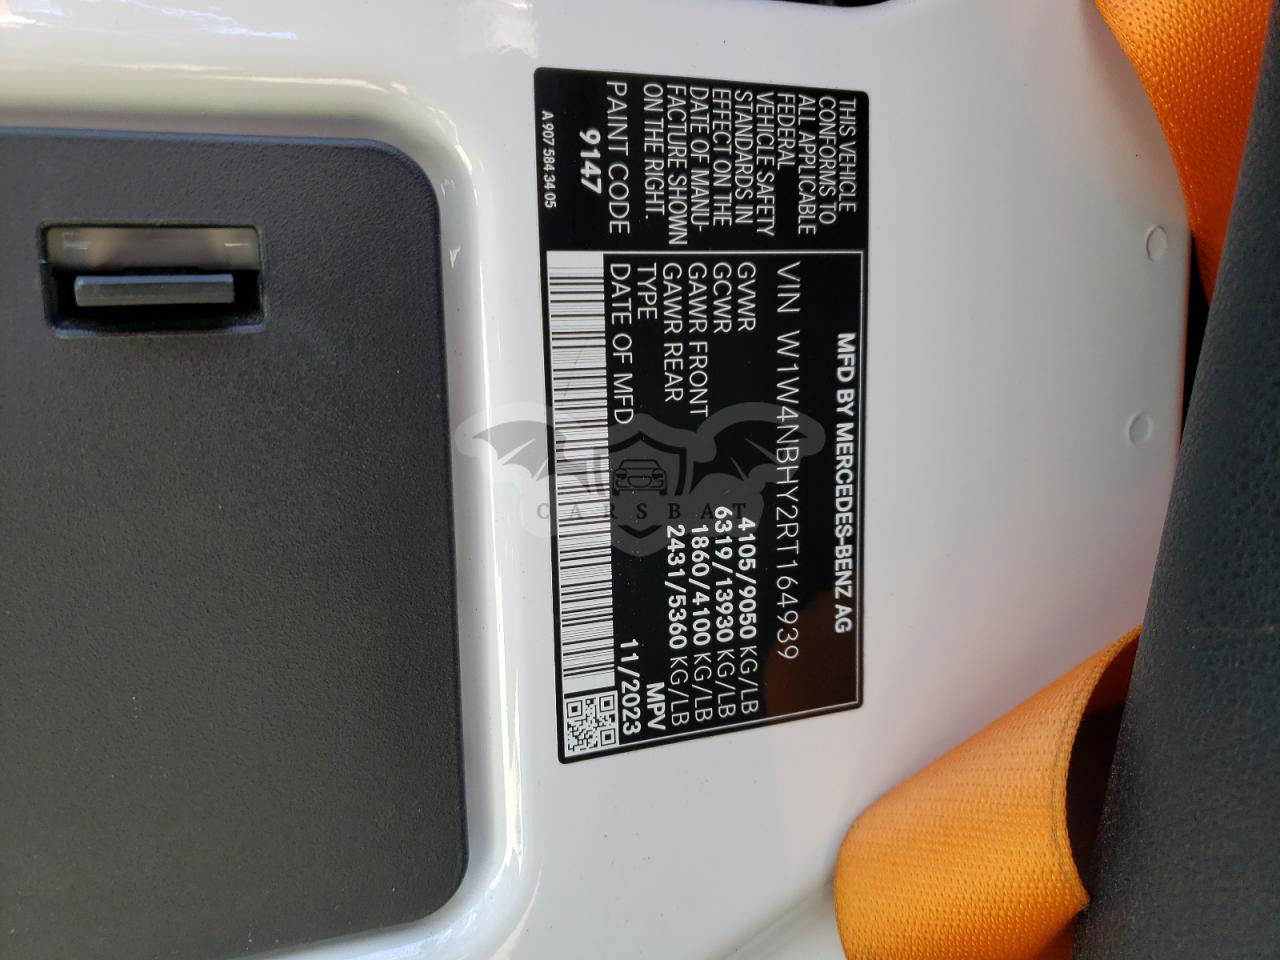 THIS VEHICLE
CONFORMS TO
ALL APPLICABLE
FEDERAL
VEHICLE SAFETY
STANDARDS IN
EFFECT ON THE
DATE OF MANU-
FACTURE SHOWN
ON THE RIGHT.
PAINT CODE
9147
A 907 584 34 05
MFD BY MERCEDES-BENZ AG
VIN W1W4NBHY2RT164939
GVWR 4105/9050 KG/LB
GCWR 6319/13930 KG/LB
GAWR FRONT 1860/4100 KG/LB
GAWR REAR 2431/5360 KG/LB
TYPE MPV
DATE OF MFD 11/2023
CARSBAT